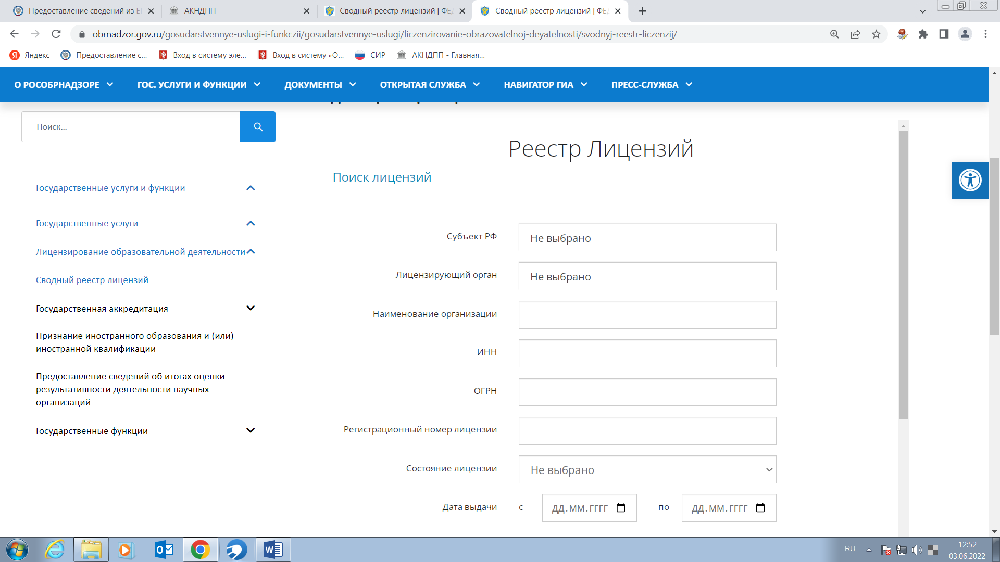 Предоставление сведений из ЕГ
АКНДПП
Сводный реестр лицензий | ФЕД
Сводный реестр лицензий | ФЕД
obrnadzor.gov.ru/gosudarstvennye-uslugi-i-funkczii/gosudarstvennye-uslugi/liczenzirovanie-obrazovatelnoj-deyatelnosti/svodnyj-reestr-liczenzij/
Яндекс
Предоставление с...
Вход в систему эле...
Вход в систему «О...
СИР
АКНДПП - Главная...
О РОСОБРНАДЗОРЕ
ГОС. УСЛУГИ И ФУНКЦИИ
ДОКУМЕНТЫ
ОТКРЫТАЯ СЛУЖБА
НАВИГАТОР ГИА
ПРЕСС-СЛУЖБА
Поиск...
Государственные услуги и функции
Государственные услуги
Лицензирование образовательной деятельности
Сводный реестр лицензий
Государственная аккредитация
Признание иностранного образования и (или)
иностранной квалификации
Предоставление сведений об итогах оценки
результативности деятельности научных
организаций
Государственные функции
Реестр Лицензий
Поиск лицензий
Субъект РФ
Не выбрано
Лицензирующий орган
Не выбрано
Наименование организации
ИНН
ОГРН
Регистрационный номер лицензии
Состояние лицензии
Не выбрано
Дата выдачи
с
дд.мм.гггг
по
дд.мм.гггг
RU
12:52
03.06.2022